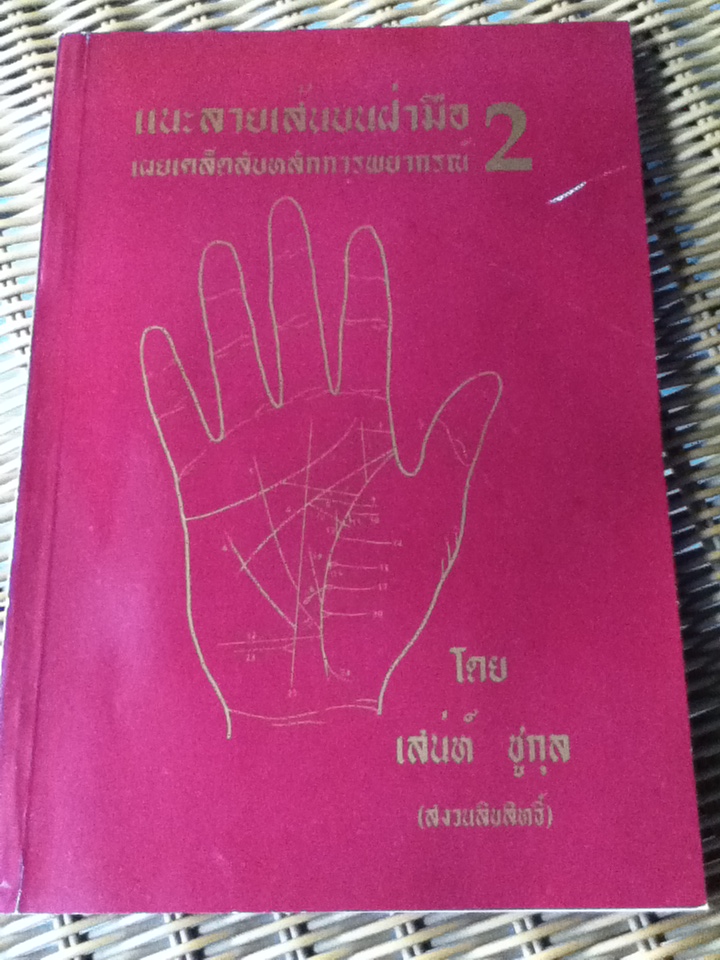 แนะลายเส้นบนฝ่ามือ 2
เผยเคล็ดลับหลักการพยากรณ์
โดย
เสน่ห์ ชูกุล
(สงวนลิขสิทธิ์)